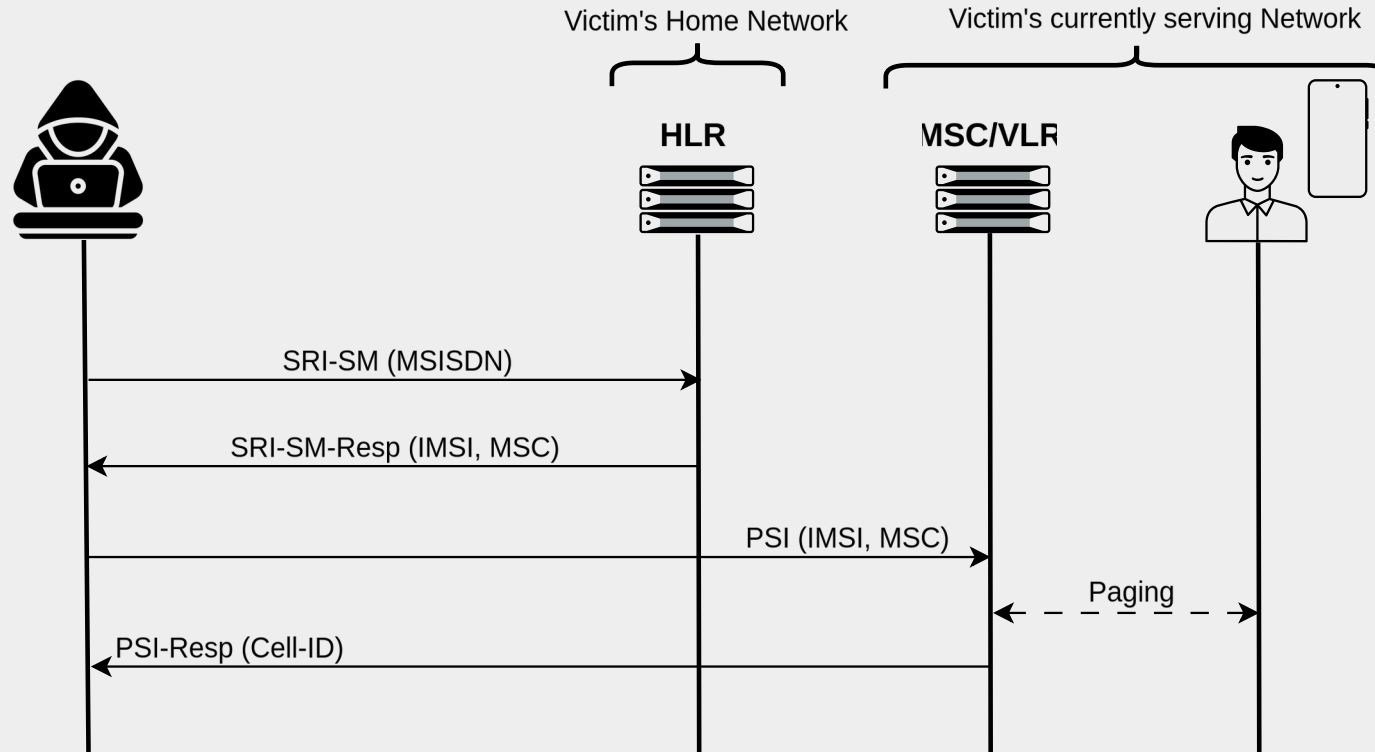 Victim's Home Network
Victim's currently serving Network
HLR
MSC/VLR
SRI-SM (MSISDN)
SRI-SM-Resp (IMSI, MSC)
PSI (IMSI, MSC)
Paging
PSI-Resp (Cell-ID)